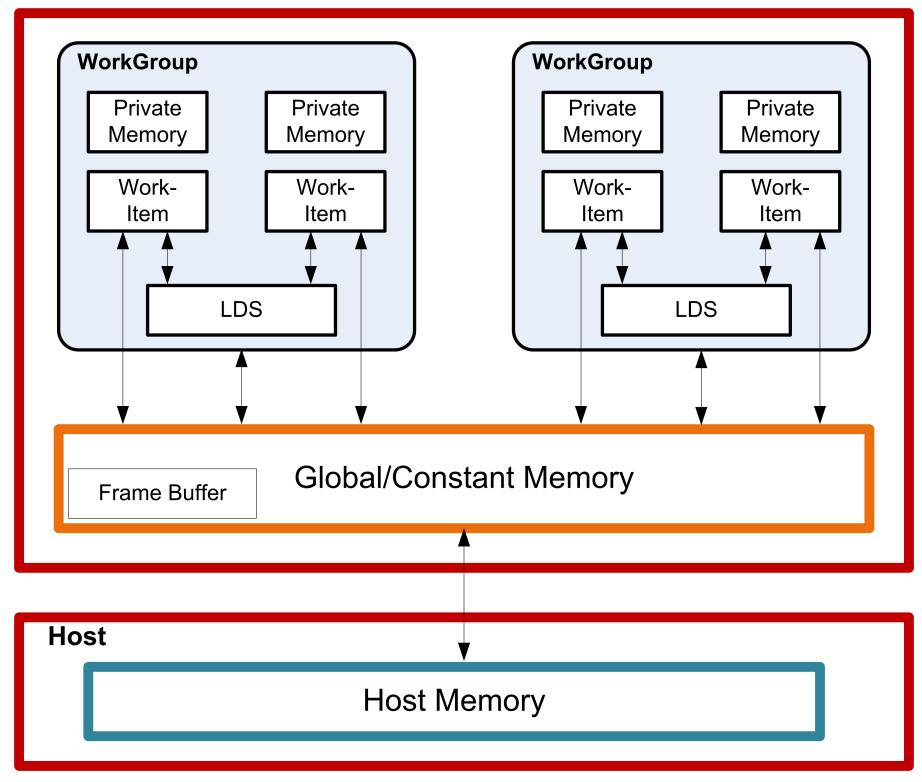 WorkGroup
Private
Memory
Private
Memory
Work-
Item
Work-
Item
LDS
WorkGroup
Private
Memory
Private
Memory
Work-
Item
Work-
Item
LDS
Global/Constant Memory
Frame Buffer
Host
Host Memory